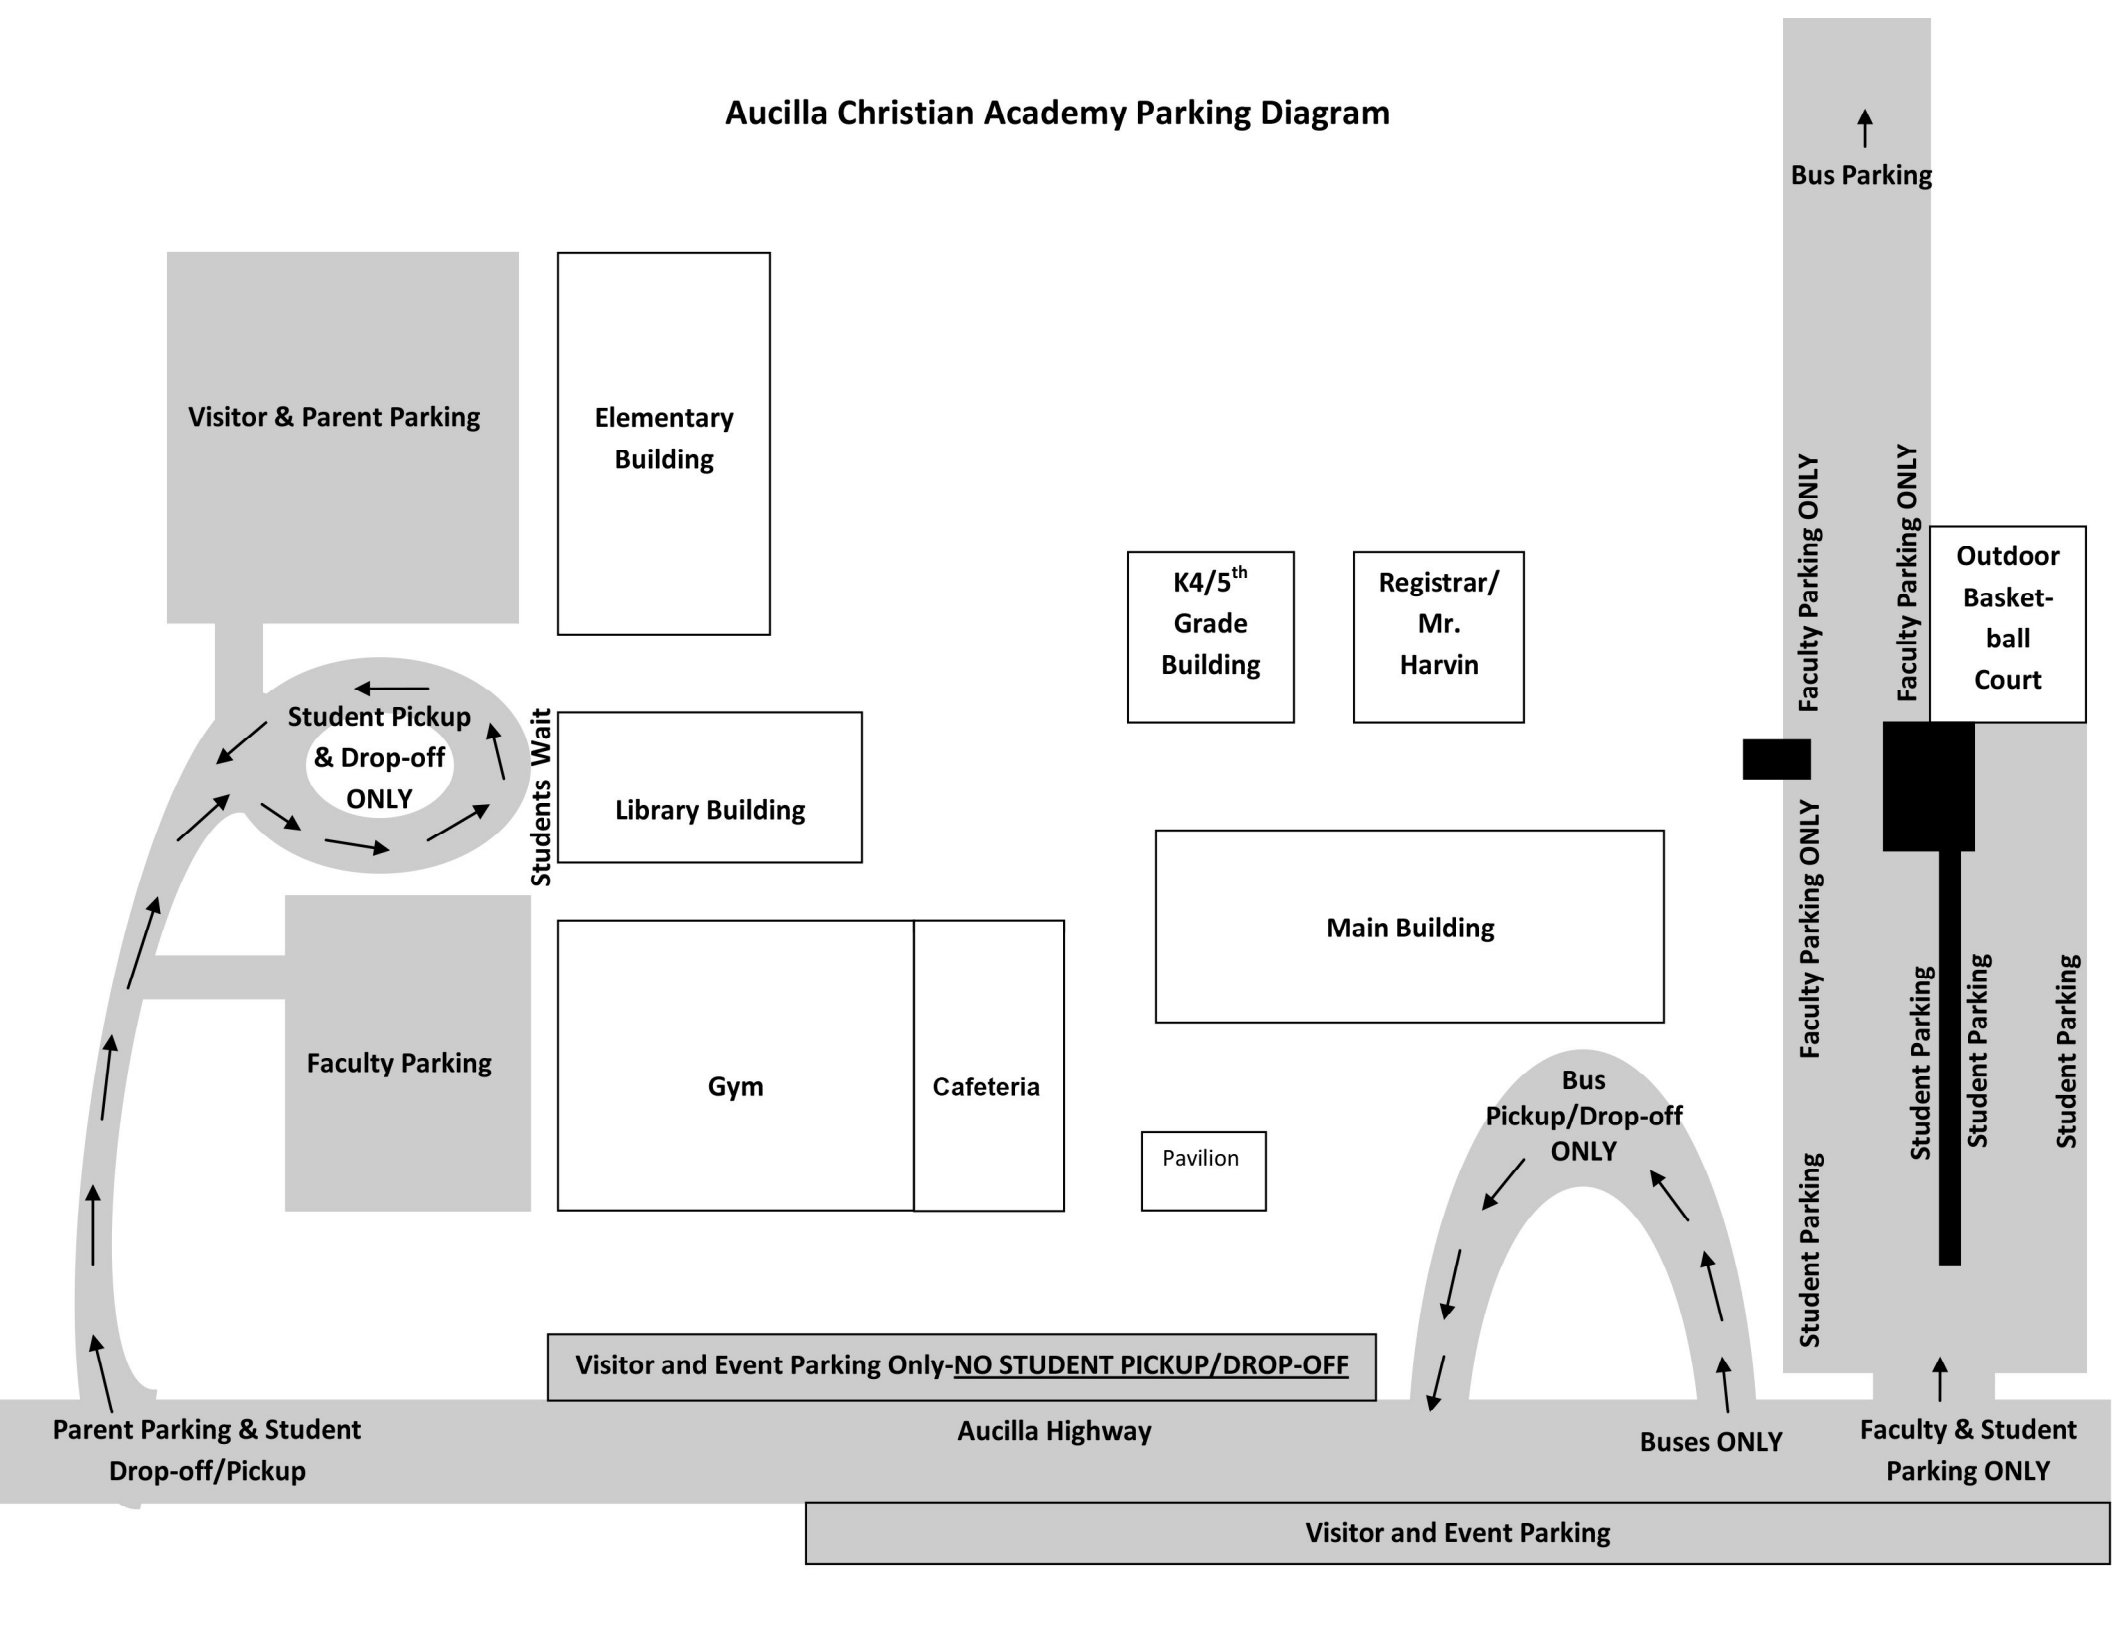 Aucilla Christian Academy Parking Diagram
Bus Parking
Visitor & Parent Parking
Elementary
Building
Faculty Parking ONLY
Faculty Parking ONLY
Outdoor
Basket-
ball
Court
K4/5th
Grade
Building
Registrar/
Mr.
Harvin
Student Pickup
& Drop-off
ONLY
Students Wait
Library Building
Faculty Parking ONLY
Main Building
Student Parking
Student Parking
Student Parking
Faculty Parking
Gym
Cafeteria
Bus
Pickup/Drop-off
ONLY
Pavilion
Student Parking
Visitor and Event Parking Only-NO STUDENT PICKUP/DROP-OFF
Parent Parking & Student
Drop-off/Pickup
Aucilla Highway
Buses ONLY
Faculty & Student
Parking ONLY
Visitor and Event Parking